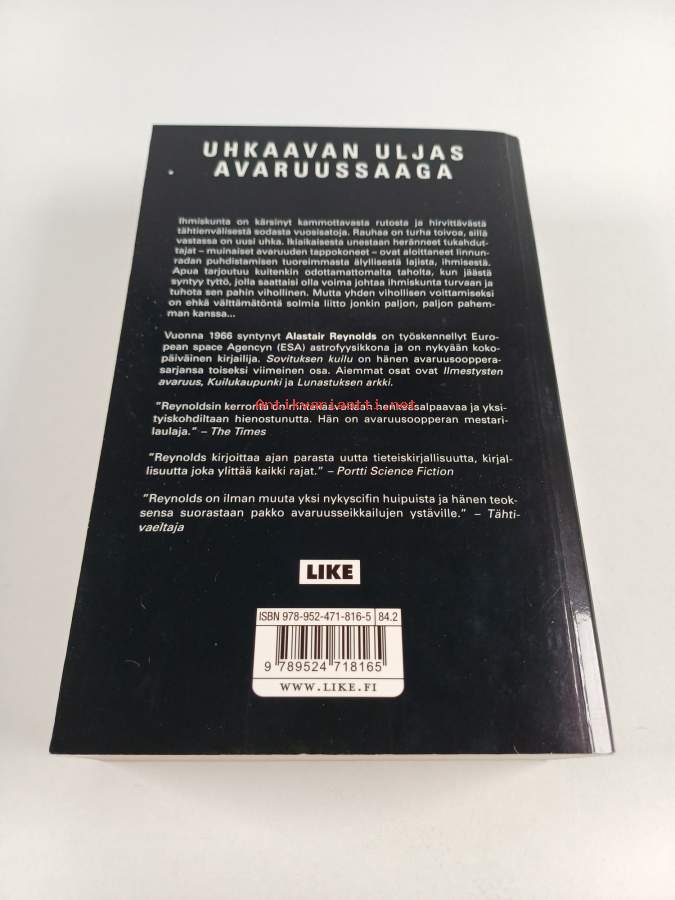 UHKAAVAN ULJAS
AVARUUSSAAGA
Ihmiskunta on kärsinyt kammottavasta rutosta ja hirvittävästä
tähtienvälisestä sodasta vuosisatoja. Rauhaa on turha toivoa, sillä
vastassa on uusi uhka. Ikiaikaisesta unestaan heränneet tukahdut-
tajat – muinaiset avaruuden tappokoneet – ovat aloittaneet linnun-
radan puhdistamisen tuoreimmasta älyllisestä lajista, ihmisestä.
Apua tarjoutuu kuitenkin odottamattomalta taholta, kun jäästä
syntyy tyttö, jolla saattaisi olla voima johtaa ihmiskunta turvaan ja
tuhota sen pahin vihollinen. Mutta yhden vihollisen voittamiseksi
on ehkä välttämätöntä solmia liitto jonkin paljon, paljon pahem-
man kanssa...
Vuonna 1966 syntynyt Alastair Reynolds on työskennellyt Euro-
pean space Agencyn (ESA) astrofyysikkona ja on nykyään koko-
päiväinen kirjailija. Sovituksen kuilu on hänen avaruusoopper­a-
sarjansa toiseksi viimeinen osa. Aiemmat osat ovat Ilmestysten
avaruus, Kuilukaupunki ja Lunastuksen arkki.
Antikvariantti.net
"Reynoldsin kerronta on mittakaavaltaan henkeäsalpaavaa ja yksi-
tyiskohdiltaan hienostunutta. Hän on avaruusoopperan mestari-
laulaja." – The Times
"Reynolds kirjoittaa ajan parasta uutta tieteiskirjallisuutta, kirjal-
lisuutta joka ylittää kaikki rajat." – Portti Science Fiction
"Reynolds on ilman muuta yksi nykyscifin huipuista ja hänen teok-
sensa suorastaan pakko avaruusseikkailujen ystäville." – Tähti-
vaeltaja
LIKE
ISBN 978-952-471-816-5 84.2
9 789524 718165
WWW.LIKE.FI